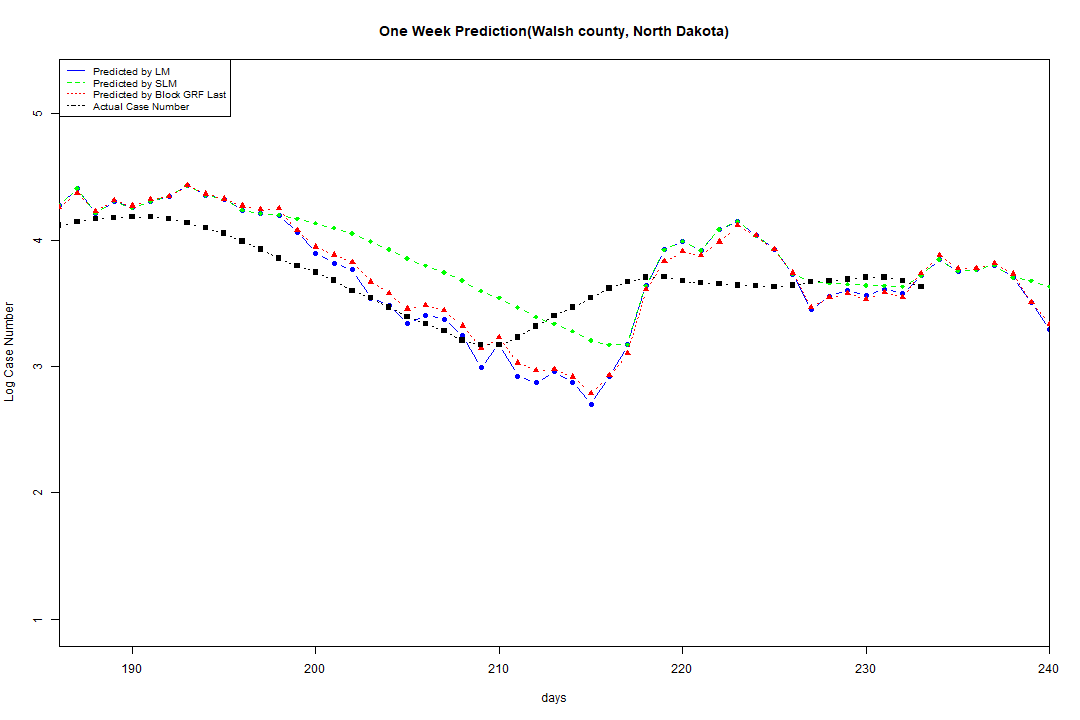 One Week Prediction(Walsh county, North Dakota)
Predicted by LM
Predicted by SLM
Predicted by Block GRF Last
Actual Case Number
5
4
3
2
1
Log Case Number
190 200 210 220 230 240
days